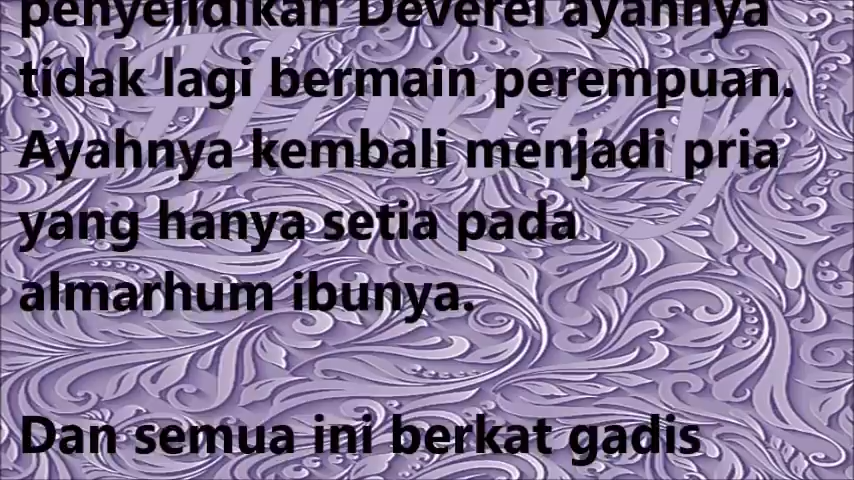 penyelidikan Deverel ayahnya
tidak lagi bermain perempuan.
Ayahnya kembali menjadi pria
yang hanya setia pada
almarhum ibunya.
Dan semua ini berkat gadis